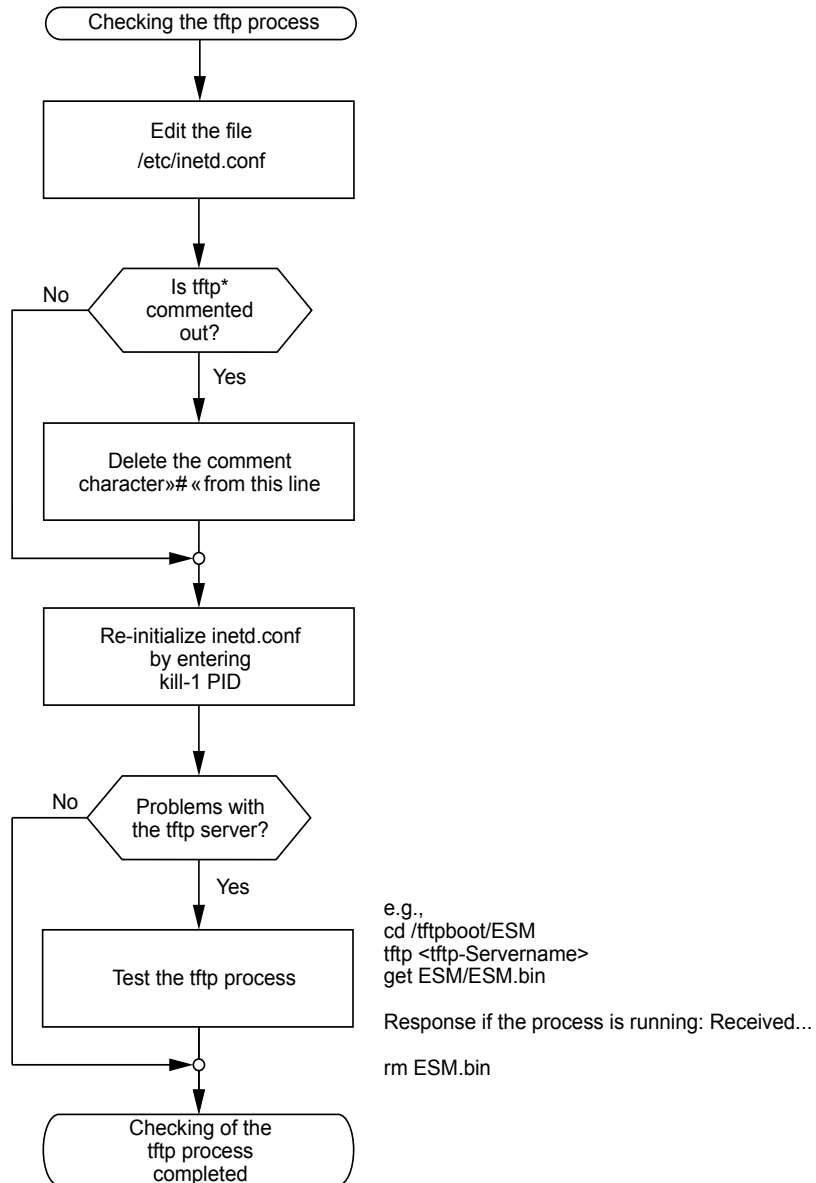 Checking the tftp process
Edit the file
/etc/inetd.conf
No
Is tftp*
commented
out?
Yes
Delete the comment
character»# «from this line
Re-initialize inetd.conf
by entering
kill-1 PID
No
Problems with
the tftp server?
Yes
Test the tftp process
e.g.,
cd /tftpboot/ESM
tftp <tftp-Servername>
get ESM/ESM.bin
Response if the process is running: Received...
rm ESM.bin
Checking of the
tftp process
completed